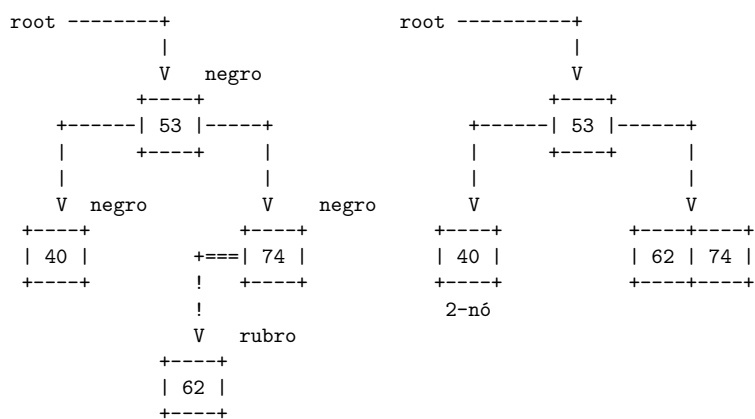 root --------+                  root ----------+
             |                                 |
             V   negro                         V
           +----+                            +----+
    +------| 53 |-----+               +------| 53 |------+
    |      +----+     |               |      +----+      |
    |                 |               |                  |
    V  negro          V    negro      V                  V
 +----+             +----+         +----+           +----+----+
 | 40 |         +===| 74 |         | 40 |           | 62 | 74 |
 +----+         !   +----+         +----+           +----+----+
                !                   2-nó
                V   rubro
             +----+
             | 62 |
             +----+